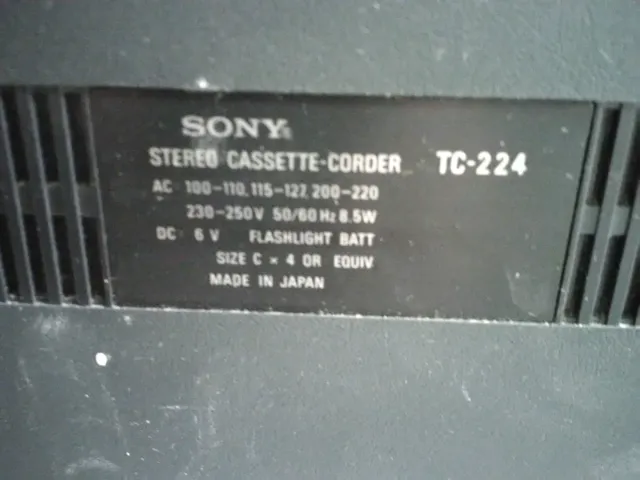 SONY
STEREO CASSETTE-CORDER TC-224
AC 100-110, 115-127, 200-220
230-250V 50/60Hz 8.5W
DC 6V FLASHLIGHT BATT
SIZE C × 4 OR EQUIV
MADE IN JAPAN